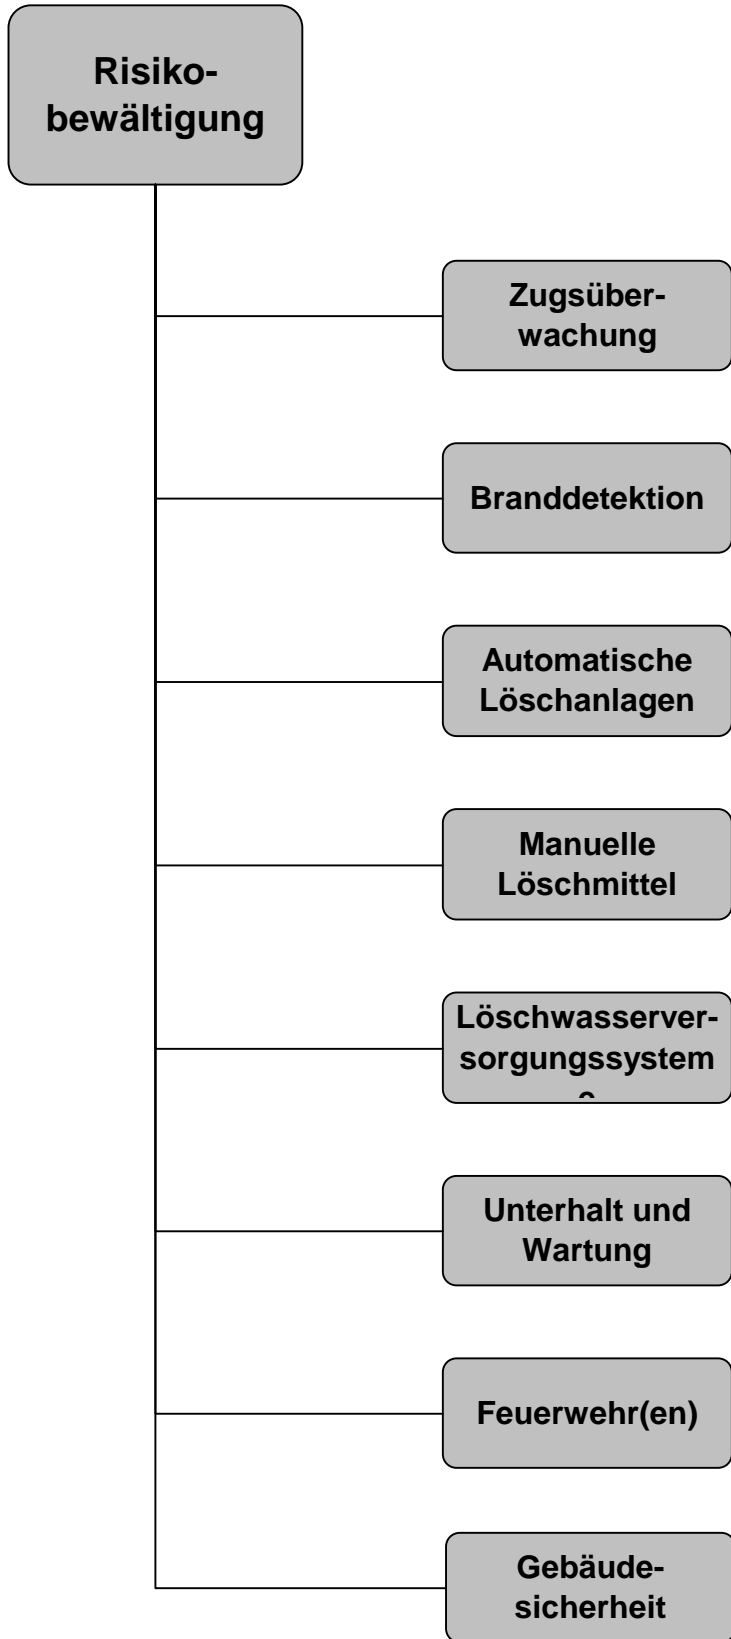 Risiko-
bewältigung
Zugsüber-
wachung
Branddetektion
Automatische
Löschanlagen
Manuelle
Löschmittel
Löschwasserver-
sorgungssystem
e
Unterhalt und
Wartung
Feuerwehr(en)
Gebäude-
sicherheit